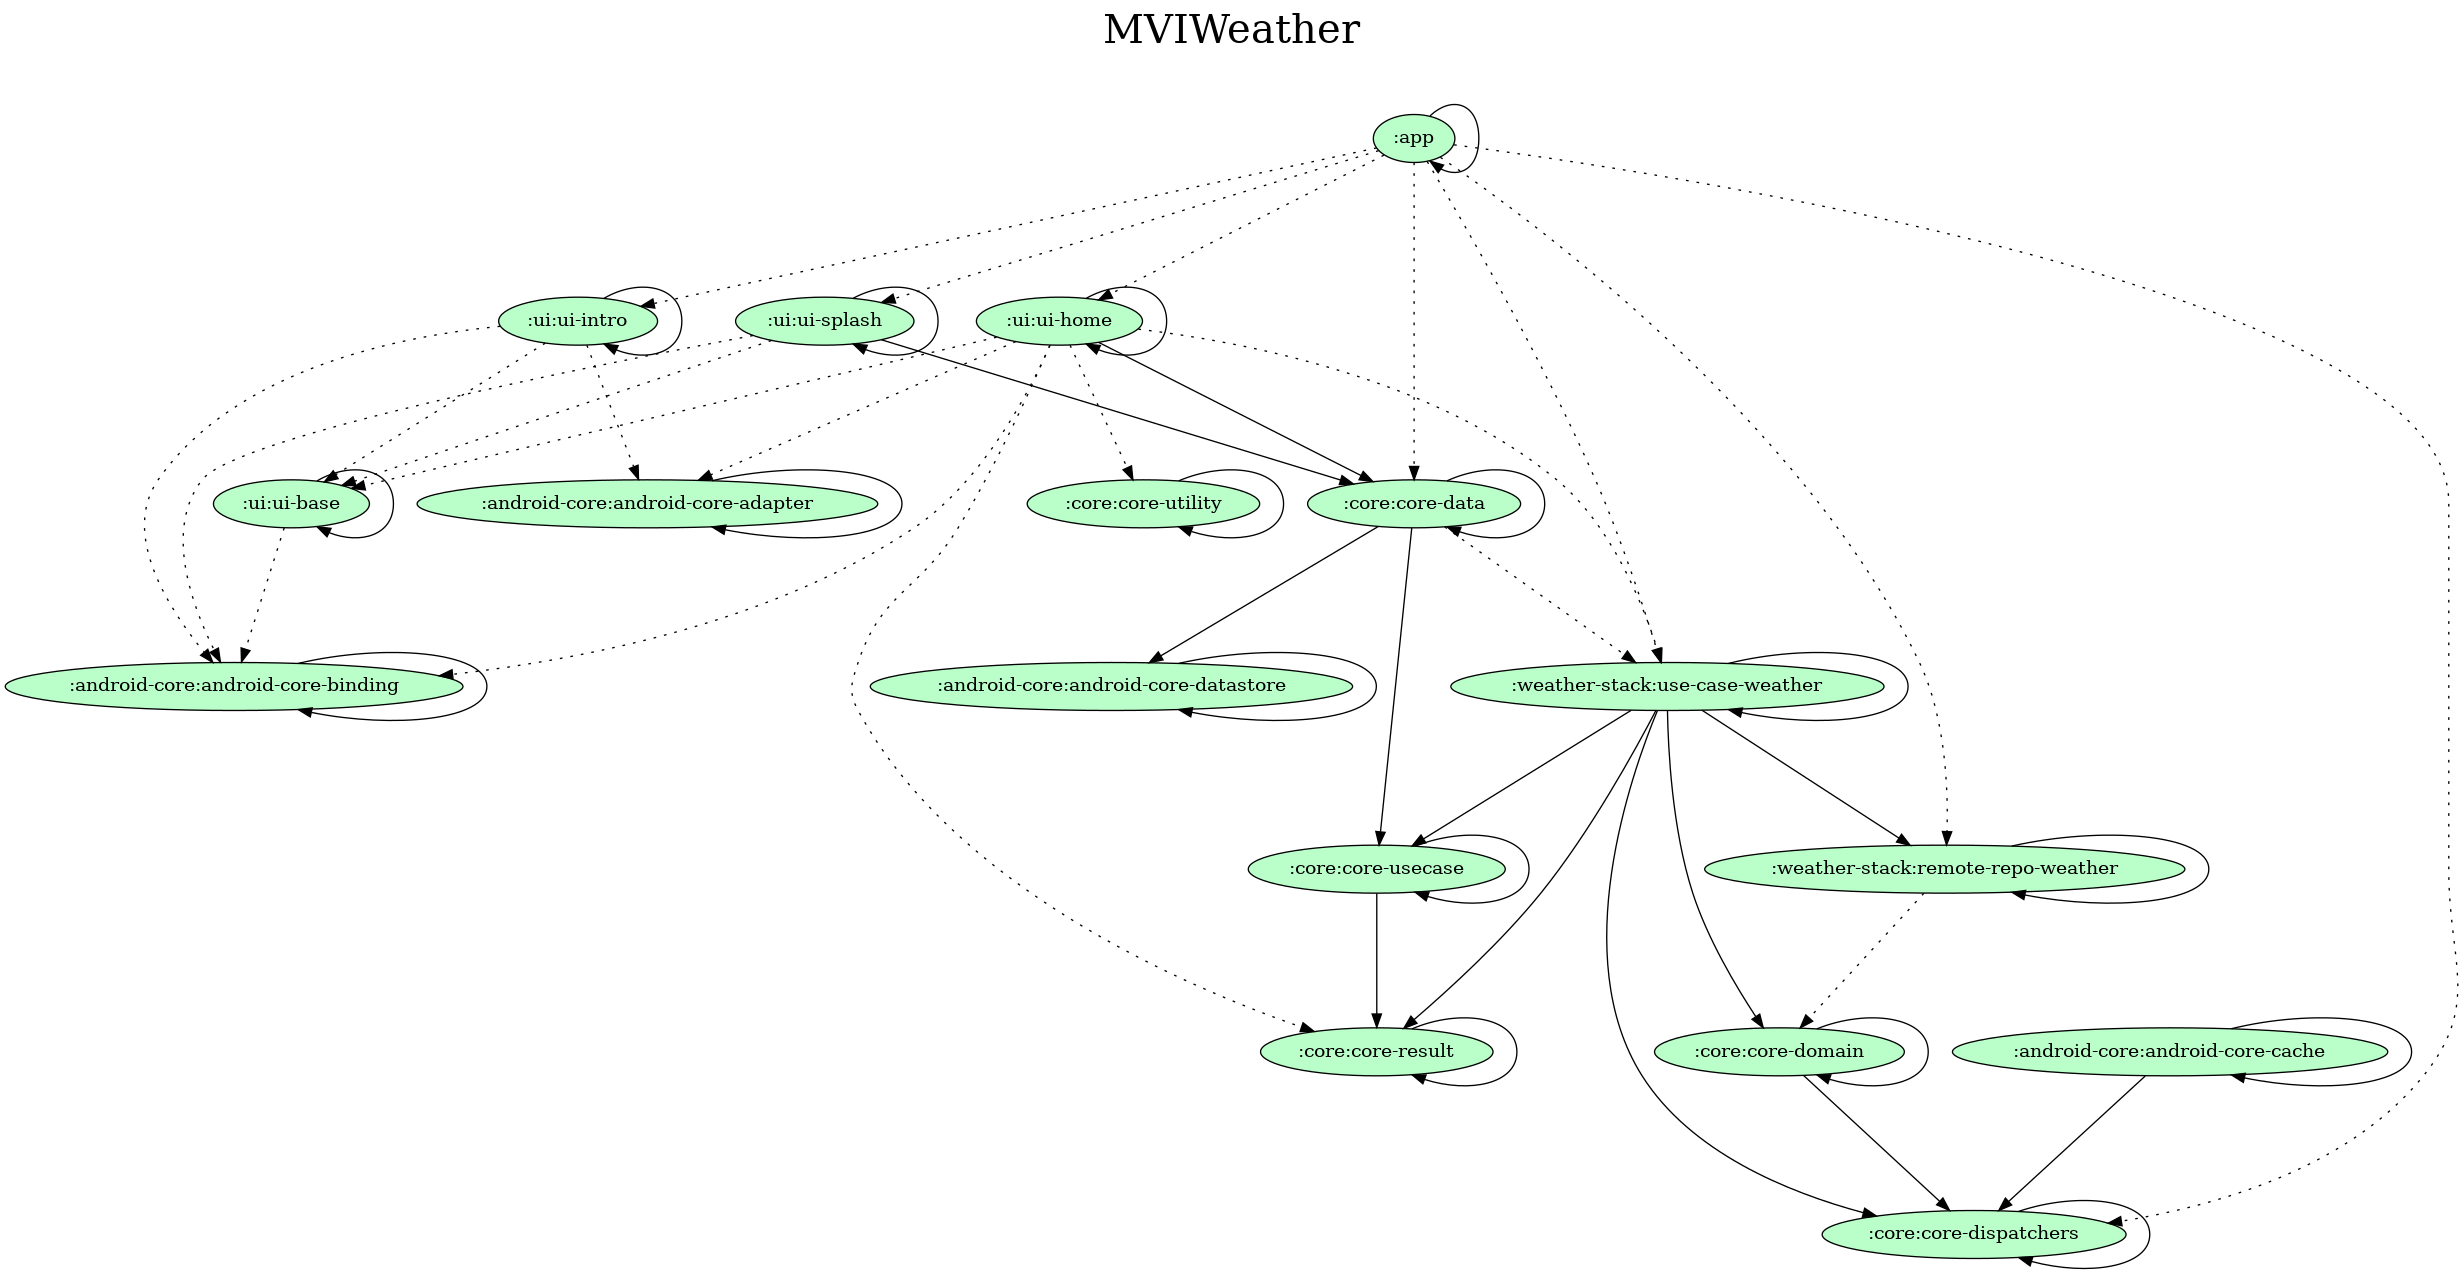 MVIWeather
:app
:ui:ui-intro
:ui:ui-splash
:ui:ui-home
:ui:ui-base
:android-core:android-core-adapter
:core:core-utility
:core:core-data
:android-core:android-core-binding
:android-core:android-core-datastore
:weather-stack:use-case-weather
:core:core-usecase
:weather-stack:remote-repo-weather
:core:core-result
:core:core-domain
:android-core:android-core-cache
:core:core-dispatchers